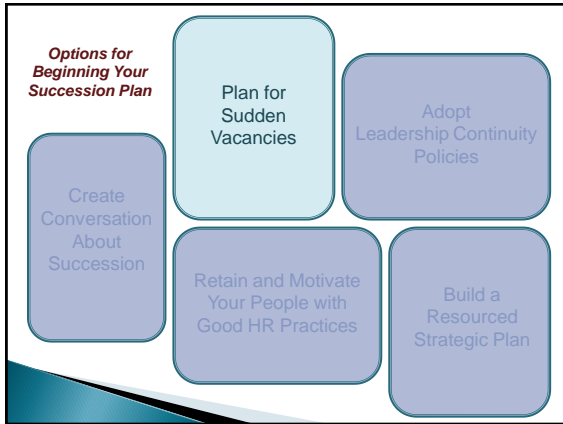 Options for
Beginning Your
Succession Plan
Plan for
Sudden
Vacancies
Adopt
Leadership Continuity
Policies
Create
Conversation
About
Succession
Retain and Motivate
Your People with
Good HR Practices
Build a
Resourced
Strategic Plan